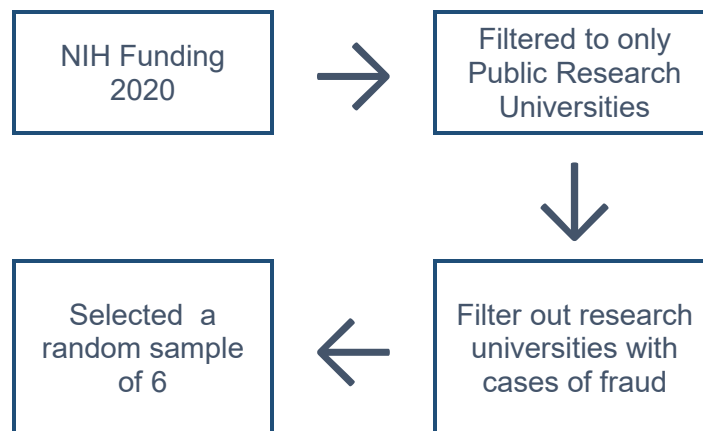 NIH Funding
2020
Filtered to only
Public Research
Universities
Filter out research
universities with
cases of fraud
Selected a
random sample
of 6